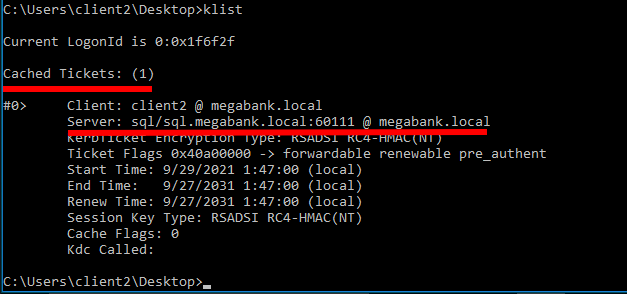 C:\Users\client2\Desktop>klist
Current LogonId is 0:0x1f6f2f
Cached Tickets: (1)
#0> Client: client2 @ megabank.local
Server: sql/sql.megabank.local:60111 @ megabank.local
KerbTicket Encryption Type: RSADSI RC4-HMAC(NT)
Ticket Flags 0x40a00000 -> forwardable renewable pre_authent
Start Time: 9/29/2021 1:47:00 (local)
End Time: 9/27/2031 1:47:00 (local)
Renew Time: 9/27/2031 1:47:00 (local)
Session Key Type: RSADSI RC4-HMAC(NT)
Cache Flags: 0
Kdc Called:
C:\Users\client2\Desktop>